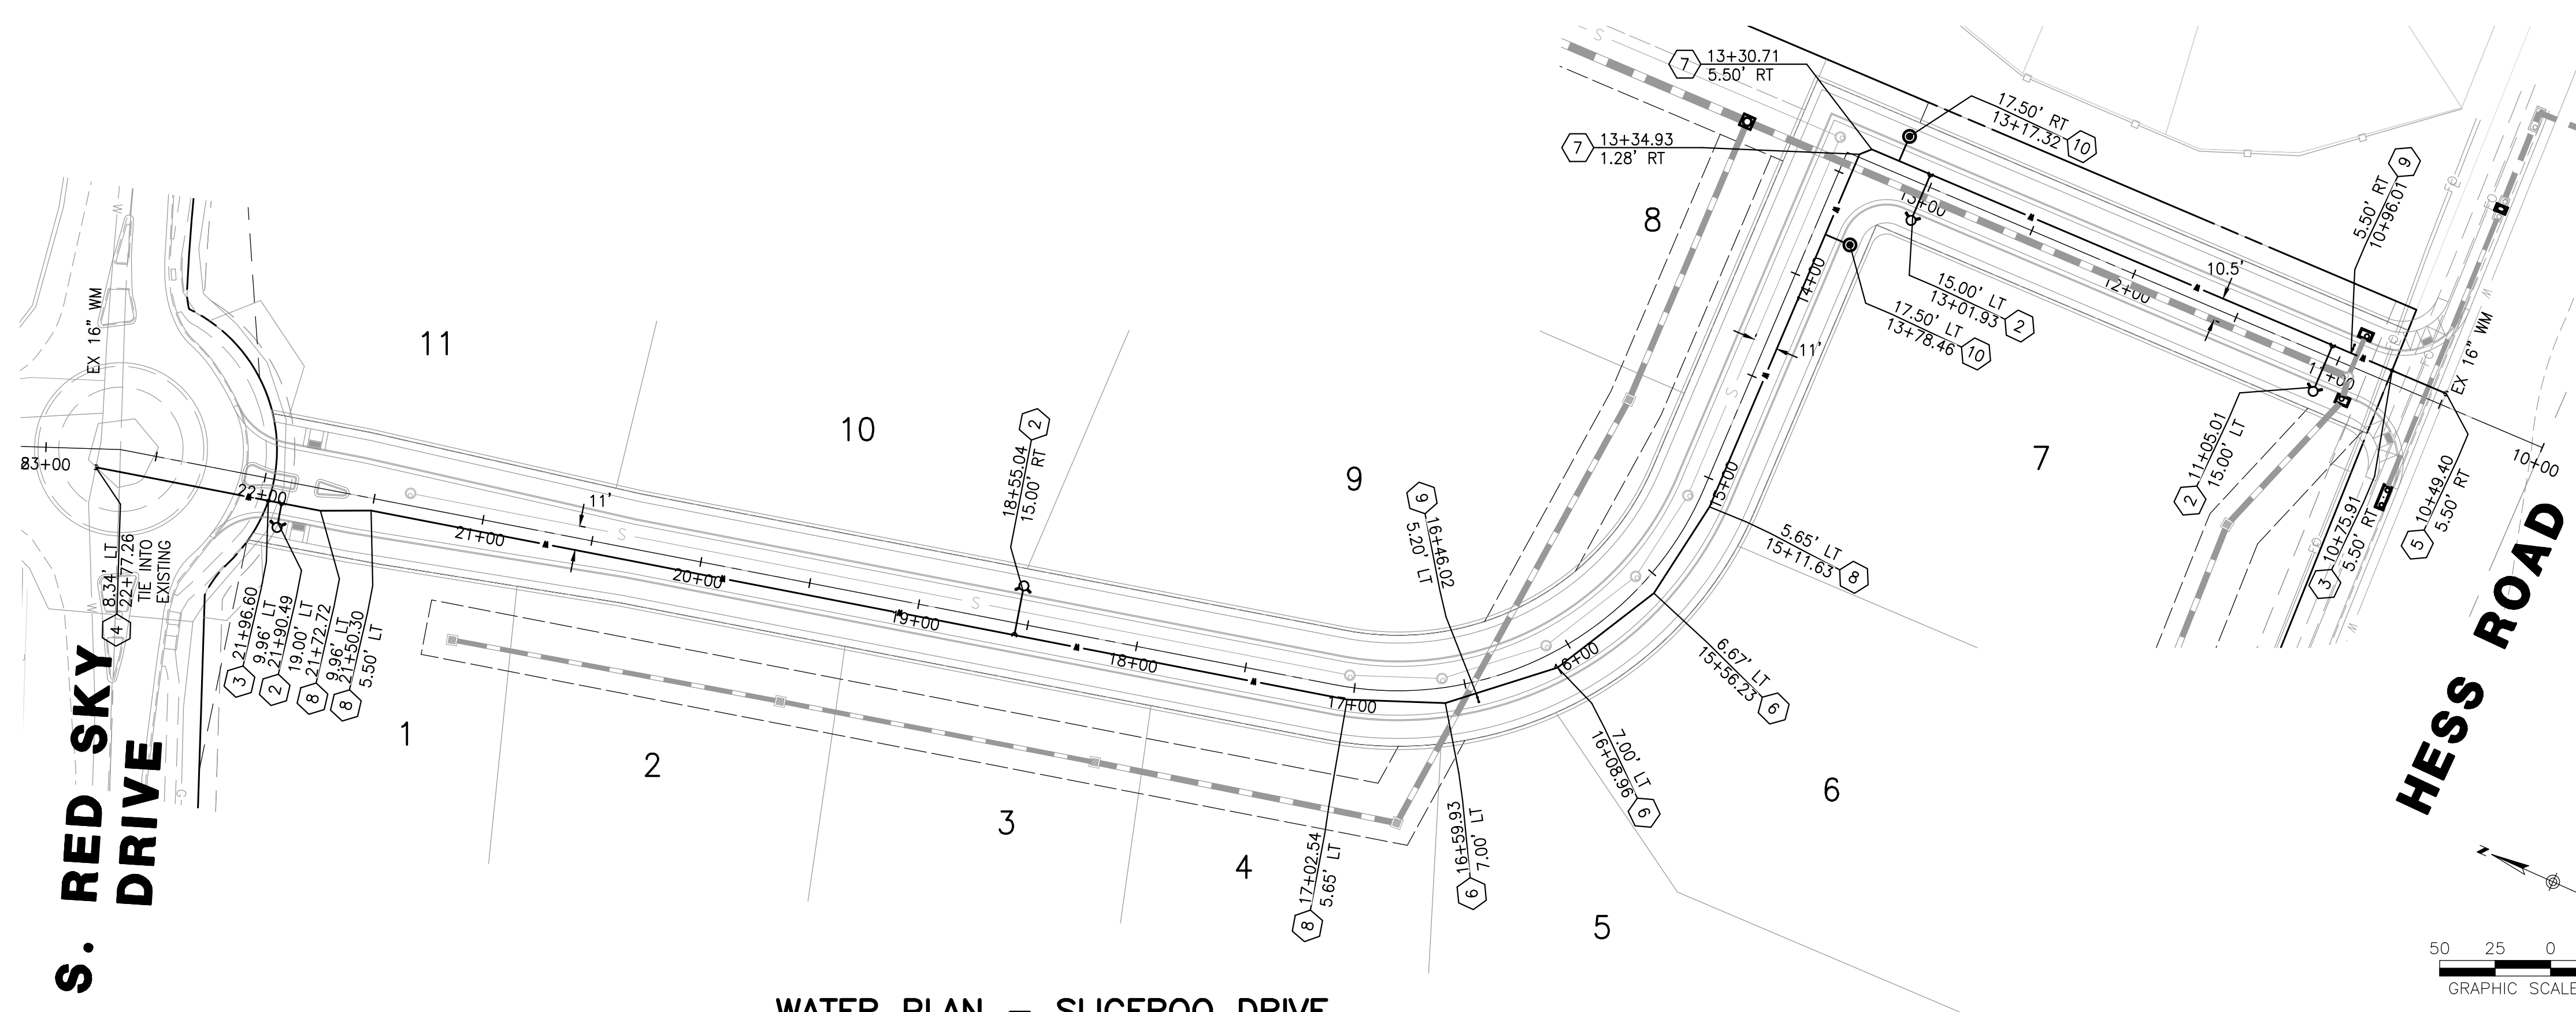 7
13+30.71
5.50' RT
7
13+34.93
1.28' RT
17.50' RT
13+17.32
10
9
5.50' RT
10+96.01
8
13+00
14+00
15.00' LT
13+01.93
2
17.50' LT
13+78.46
10
10.5'
12+00
11'
11+00
EX 16" WM
10+00
W
EX 16" WM
11
10
9
7
2
18+55.04
15.00' RT
23+00
22+00
11'
21+00
S
20+00
S
19+00
18+00
17+00
16+00
15+00
S
S
6
16+46.02
5.20' LT
5.65' LT
15+11.63
8
2
11+05.01
15.00' LT
3
10+75.91
5.50' RT
5
10+49.40
5.50' RT
4
8.34' LT
22+77.26
TIE INTO
EXISTING
3
21+96.60
9.96' LT
2
21+90.49
19.00' LT
8
21+72.72
9.96' LT
8
21+50.30
5.50' LT
6.67' LT
15+56.23
6
7.00' LT
16+08.96
6
1
2
3
4
5
6
8
17+02.54
5.65' LT
6
16+59.93
7.00' LT
S. RED SKY
DRIVE
HESS ROAD
W
W
G
W
W
50 25 0
GRAPHIC SCALE
WATER PLAN – SLICEROO DRIVE